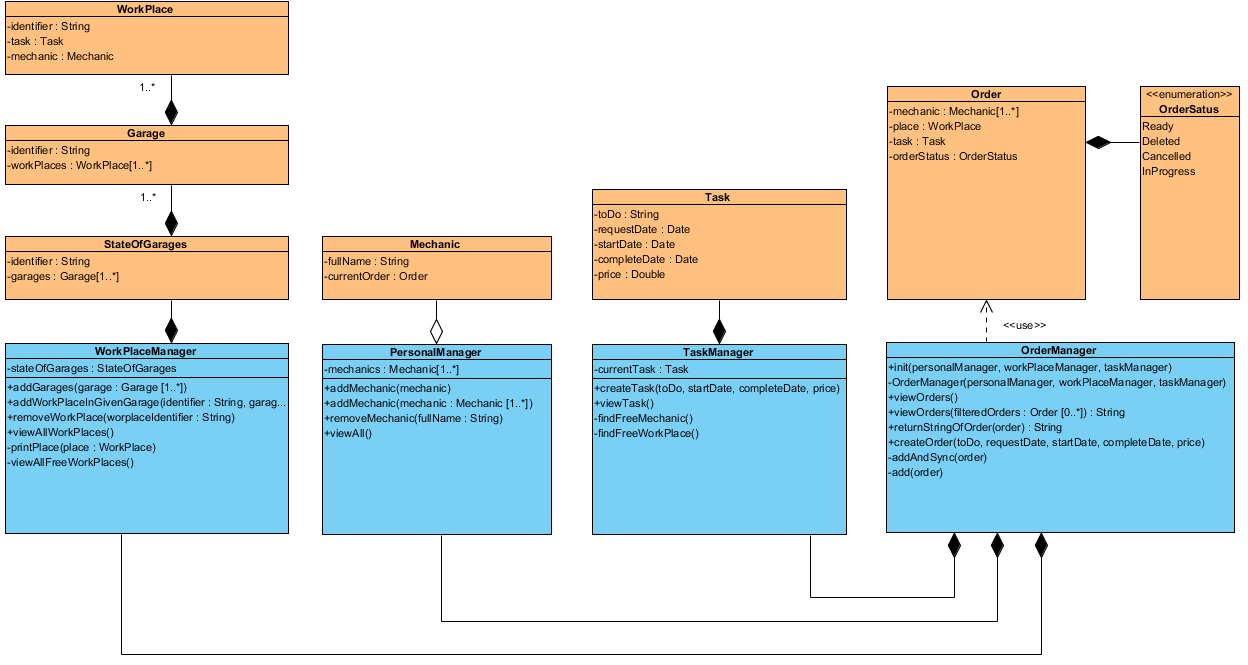 WorkPlace
-identifier : String
-task : Task
-mechanic : Mechanic
1..*
Garage
-identifier : String
-workPlaces : WorkPlace[1..*]
1..*
StateOfGarages
-identifier : String
-garages : Garage[1..*]
Mechanic
-fullName : String
-currentOrder : Order
Task
-toDo : String
-requestDate : Date
-startDate : Date
-completeDate : Date
-price : Double
Order
-mechanic : Mechanic[1..*]
-place : WorkPlace
-task : Task
-orderStatus : OrderStatus
<<enumeration>>
OrderSatus
Ready
Deleted
Cancelled
InProgress
<<use>>
WorkPlaceManager
-stateOfGarages : StateOfGarages
+addGarages(garage : Garage [1..*])
+addWorkPlaceInGivenGarage(identifier : String, garag...
+removeWorkPlace(worplaceIdentifier : String)
+viewAllWorkPlaces()
-printPlace(place : WorkPlace)
-viewAllFreeWorkPlaces()
PersonalManager
-mechanics : Mechanic[1..*]
+addMechanic(mechanic)
+addMechanic(mechanic : Mechanic [1..*])
+removeMechanic(fullName : String)
+viewAll()
TaskManager
-currentTask : Task
+createTask(toDo, startDate, completeDate, price)
+viewTask()
-findFreeMechanic()
-findFreeWorkPlace()
OrderManager
+init(personalManager, workPlaceManager, taskManager)
-OrderManager(personalManager, workPlaceManager, taskManager)
+viewOrders()
+viewOrders(filteredOrders : Order [0..*]) : String
+returnStringOfOrder(order) : String
+createOrder(toDo, requestDate, startDate, completeDate, price)
-addAndSync(order)
-add(order)